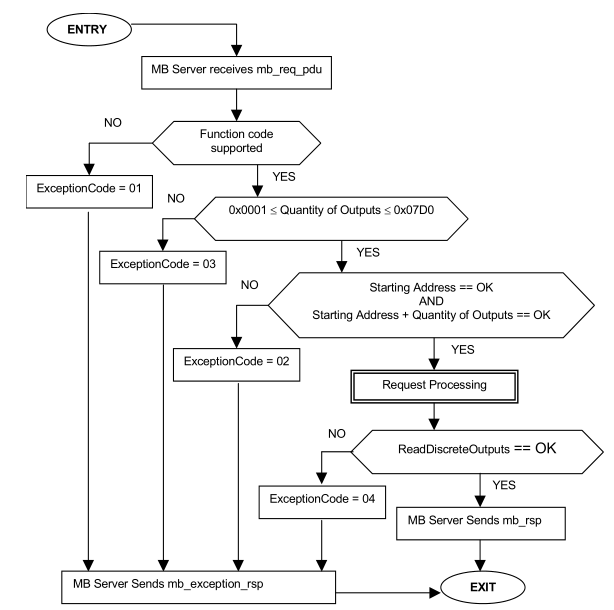 ENTRY
MB Server receives mb_req_pdu
NO
Function code
supported
YES
ExceptionCode = 01
NO
0x0001 ≤ Quantity of Outputs ≤ 0x07D0
YES
ExceptionCode = 03
NO
Starting Address == OK
AND
Starting Address + Quantity of Outputs == OK
YES
ExceptionCode = 02
Request Processing
NO
ReadDiscreteOutputs == OK
YES
ExceptionCode = 04
MB Server Sends mb_rsp
MB Server Sends mb_exception_rsp
EXIT